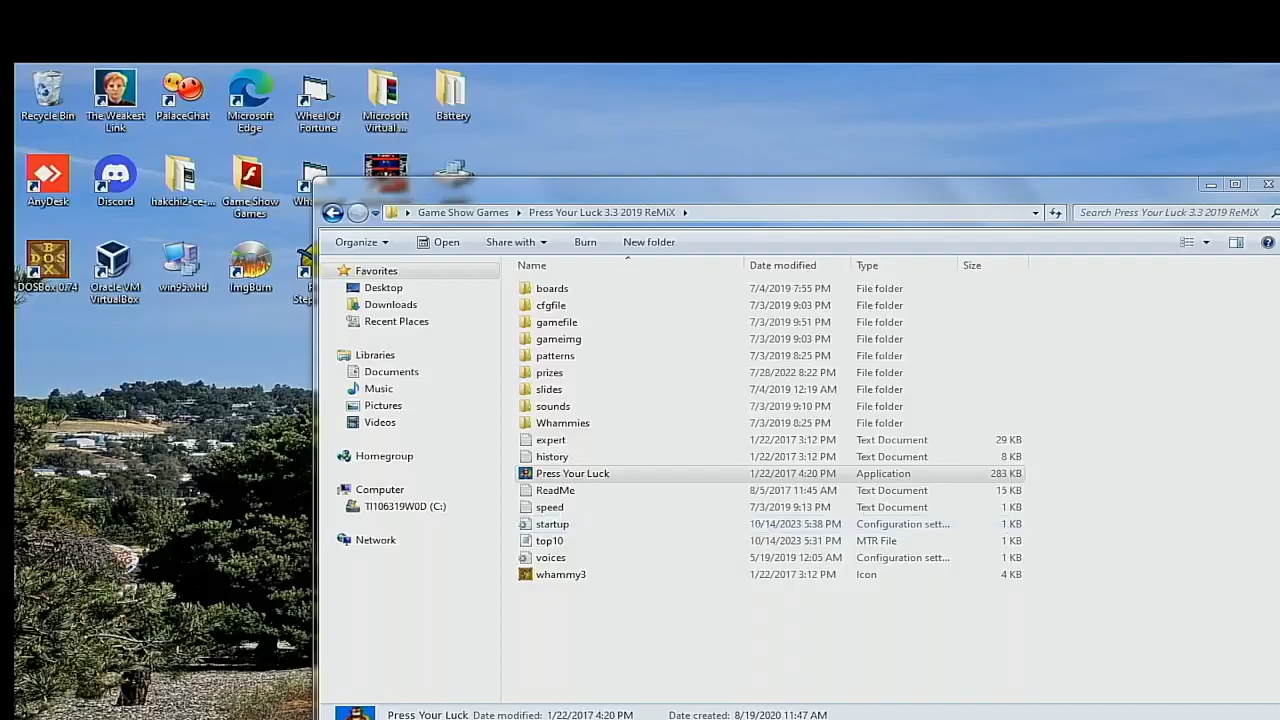 Recycle Bin
The Weakest Link
PalaceChat
Microsoft Edge
Wheel Of Fortune
Microsoft Virtual ...
Battery
AnyDesk
Discord
hakchi2-ce-...
Game Show Games
DOSBox 0.74
Oracle VM VirtualBox
win95.vhd
ImgBurn
Game Show Games Press Your Luck 3.3 2019 ReMiX
Search Press Your Luck 3.3 2019 ReMiX
Organize Open Share with Burn New folder
Favorites
Desktop
Downloads
Recent Places
Libraries
Documents
Music
Pictures
Videos
Homegroup
Computer
TI106319W0D (C:)
Network
Name Date modified Type Size
boards 7/4/2019 7:55 PM File folder
cfgfile 7/3/2019 9:03 PM File folder
gamefile 7/3/2019 9:51 PM File folder
gameimg 7/3/2019 9:03 PM File folder
patterns 7/3/2019 8:25 PM File folder
prizes 7/28/2022 8:22 PM File folder
slides 7/4/2019 12:19 AM File folder
sounds 7/3/2019 9:10 PM File folder
Whammies 7/3/2019 8:25 PM File folder
expert 1/22/2017 3:12 PM Text Document 29 KB
history 1/22/2017 3:12 PM Text Document 8 KB
Press Your Luck 1/22/2017 4:20 PM Application 283 KB
ReadMe 8/5/2017 11:45 AM Text Document 15 KB
speed 7/3/2019 9:13 PM Text Document 1 KB
startup 10/14/2023 5:38 PM Configuration sett... 1 KB
top10 10/14/2023 5:31 PM MTR File 1 KB
voices 5/19/2019 12:05 AM Configuration sett... 1 KB
whammy3 1/22/2017 3:12 PM Icon 4 KB
Press Your Luck Date modified: 1/22/2017 4:20 PM Date created: 8/19/2020 11:47 AM